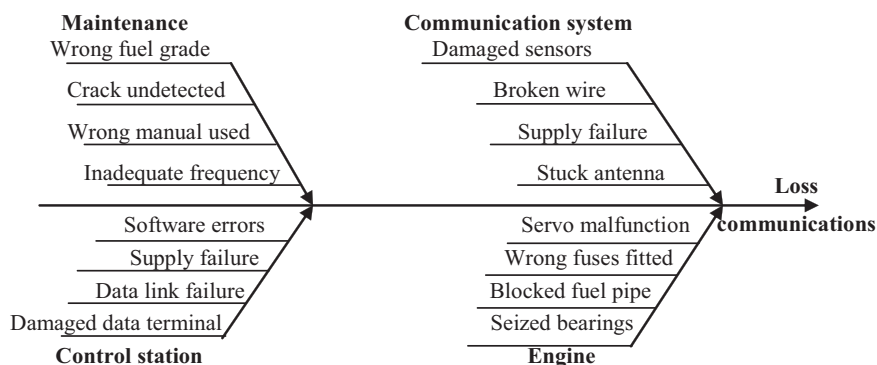 Maintenance
Wrong fuel grade
Crack undetected
Wrong manual used
Inadequate frequency
Communication system
Damaged sensors
Broken wire
Supply failure
Stuck antenna
Loss
communications
Software errors
Supply failure
Data link failure
Damaged data terminal
Control station
Servo malfunction
Wrong fuses fitted
Blocked fuel pipe
Seized bearings
Engine